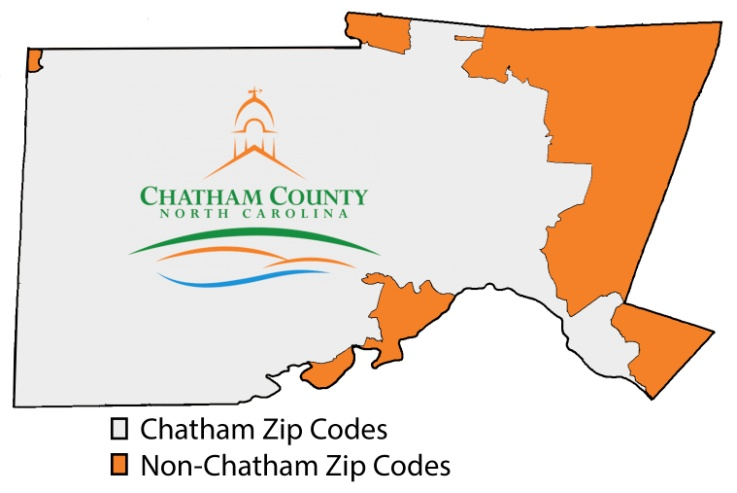 CHATHAM COUNTY
NORTH CAROLINA
Chatham Zip Codes
Non-Chatham Zip Codes